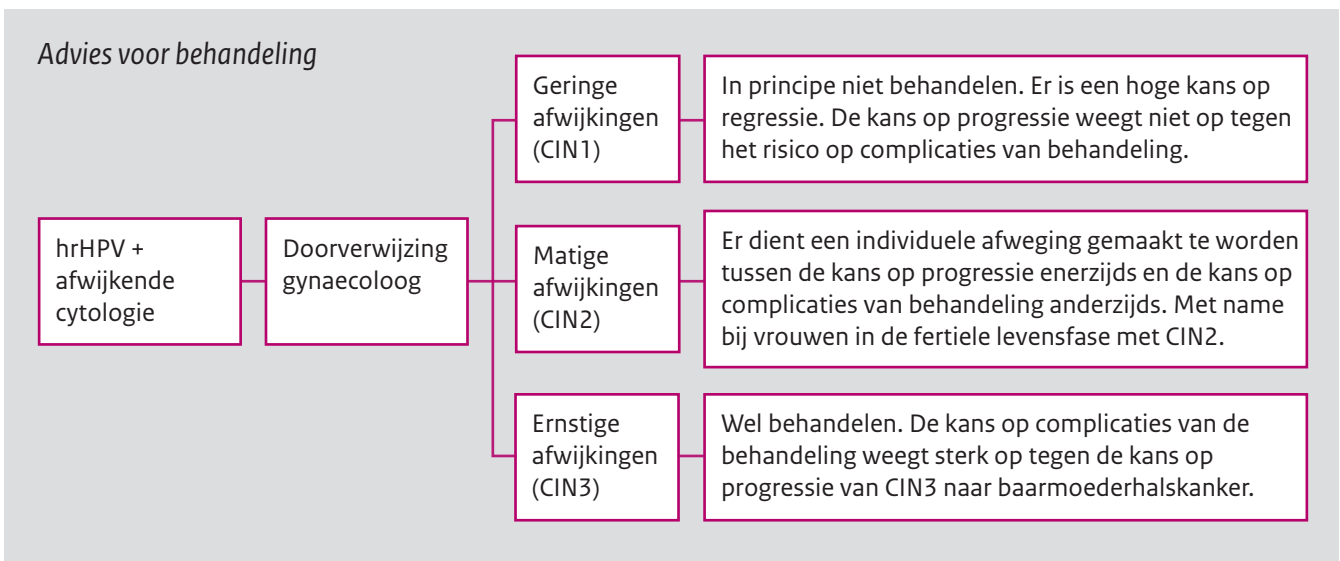 Advies voor behandeling
hrHPV +
afwijkende
cytologie
Doorverwijzing
gynaecoloog
Geringe
afwijkingen
(CIN1)
In principe niet behandelen. Er is een hoge kans op
regressie. De kans op progressie weegt niet op tegen
het risico op complicaties van behandeling.
Matige
afwijkingen
(CIN2)
Er dient een individuele afweging gemaakt te worden
tussen de kans op progressie enerzijds en de kans op
complicaties van behandeling anderzijds. Met name
bij vrouwen in de fertiele levensfase met CIN2.
Ernstige
afwijkingen
(CIN3)
Wel behandelen. De kans op complicaties van de
behandeling weegt sterk op tegen de kans op
progressie van CIN3 naar baarmoederhalskanker.